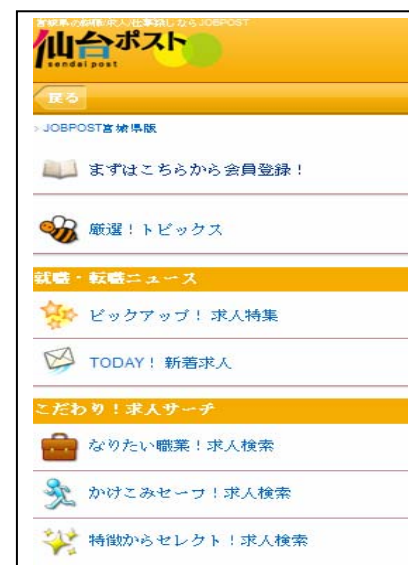 宮城県の就職/求人/仕事探しならJOBPOST
仙台ポスト
sendai post
戻る
> JOBPOST宮城県版
まずはこちらから会員登録！
厳選！トピックス
就職・転職ニュース
ピックアップ！求人特集
TODAY！新着求人
こだわり！求人サーチ
なりたい職業！求人検索
かけこみセーフ！求人検索
特徴からセレクト！求人検索